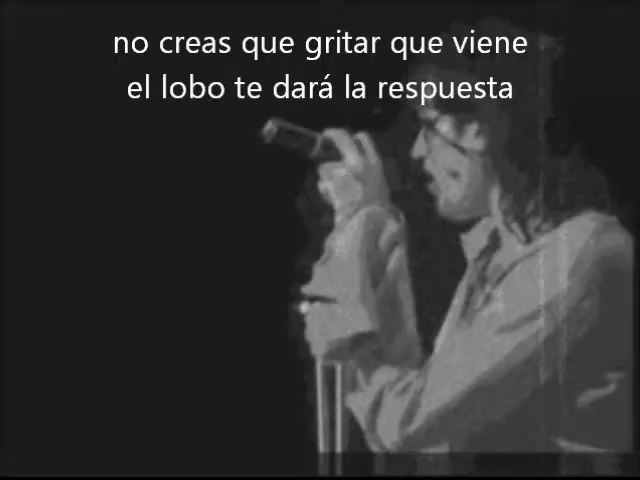 no creas que gritar que viene
el lobo te dará la respuesta